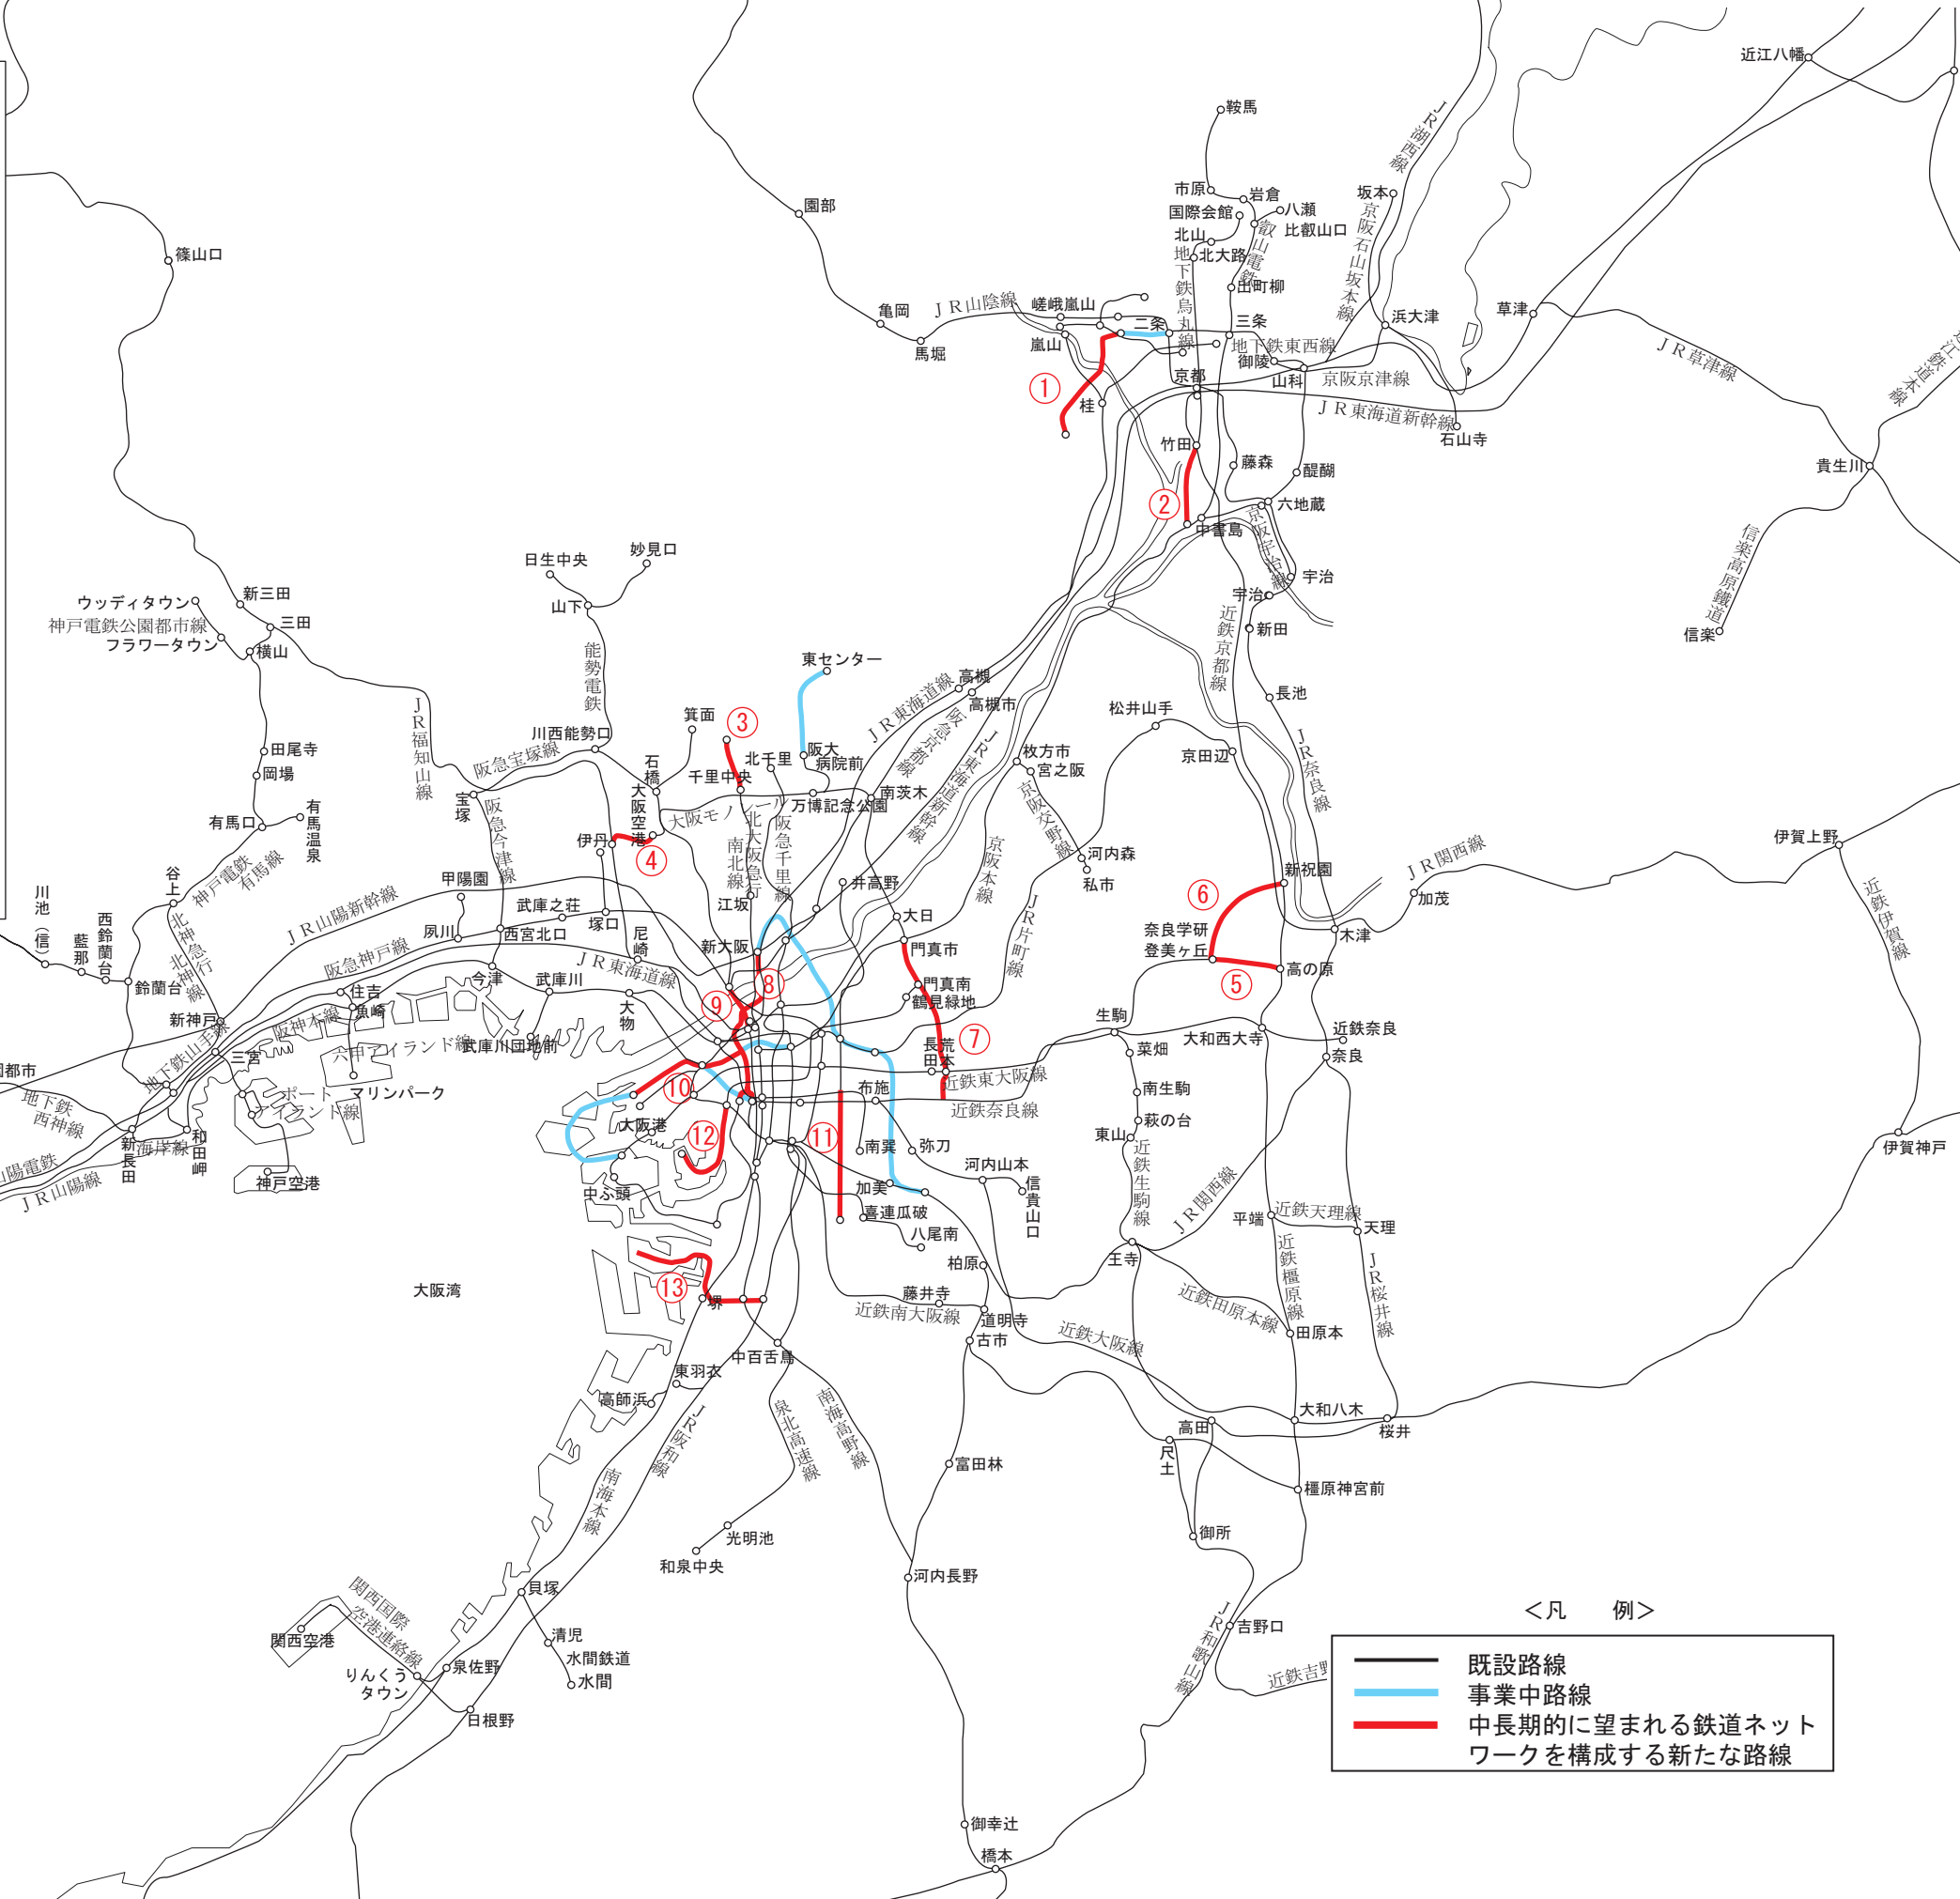 近江八幡
鞍馬
JR湖西線
市原
岩倉
坂本
国際会館
八瀬
比叡山口
京阪石山坂本線
園部
北山
叡山電鉄
北大路
地下鉄烏丸線
篠山口
出町柳
亀岡
JR山陰線
嵯峨嵐山
二条
三条
浜大津
草津
馬堀
嵐山
地下鉄東西線
御陵
JR草津線
①
京都
山科
京阪京津線
桂
JR東海道新幹線
石山寺
竹田
藤森
醍醐
貴生川
②
六地蔵
中書島
京阪宇治線
信楽高原鐵道
日生中央
妙見口
宇治
宇治
山下
ウッディタウン
新三田
神戸電鉄公園都市線
三田
フラワータウン
横山
近鉄京都線
新田
信楽
能勢電鉄
東センター
高槻
高槻市
長池
JR東海道線
阪急京都線
JR東海道新幹線
松井山手
JR福知山線
箕面
③
川西能勢口
田尾寺
阪急宝塚線
石橋
北千里
阪大
病院前
枚方市
宮之阪
京田辺
JR奈良線
岡場
千里中央
宝塚
大阪空港
万博記念公園
南茨木
有馬口
有馬温泉
阪急今津線
大阪モノレール
京阪交野線
伊丹
④
南北線
北大阪急行
阪急千里線
京阪本線
河内森
私市
伊賀上野
谷上
神戸電鉄
有馬線
甲陽園
井高野
⑥
新祝園
JR関西線
加茂
川池(信)
藍那
西鈴蘭台
北神急行
北神線
JR山陽新幹線
武庫之荘
塚口
江坂
大日
JR片町線
奈良学研
登美ヶ丘
木津
近鉄伊賀線
夙川
西宮北口
尼崎
新大阪
門真市
鈴蘭台
阪急神戸線
今津
武庫川
JR東海道線
⑧
門真南
⑤
高の原
住吉
魚崎
大物
⑨
鶴見緑地
新神戸
阪神本線
生駒
近鉄奈良
三宮
六甲アイランド線
武庫川団地前
長田
荒本
⑦
菜畑
大和西大寺
奈良
地下鉄山手線
ポート
アイランド線
マリンパーク
⑩
布施
近鉄東大阪線
南生駒
地下鉄
西神線
大阪港
近鉄奈良線
萩の台
新長田
海岸線
和田岬
⑫
⑪
南巽
弥刀
東山
伊賀神戸
神戸空港
中ふ頭
加美
河内山本
信貴山口
近鉄生駒線
JR関西線
JR山陽線
喜連瓜破
八尾南
平端
近鉄天理線
天理
柏原
王寺
大阪湾
⑬
堺
藤井寺
道明寺
近鉄南大阪線
古市
近鉄田原本線
近鉄橿原線
JR桜井線
田原本
中百舌鳥
近鉄大阪線
東羽衣
高師浜
泉北高速線
南海高野線
JR阪和線
大和八木
高田
桜井
尺土
富田林
南海本線
橿原神宮前
光明池
和泉中央
御所
河内長野
貝塚
関西国際
空港連絡線
関西空港
清児
水間鉄道
水間
りんくう
タウン
泉佐野
日根野
JR和歌山線
吉野口
御幸辻
橋本
＜凡　例＞
既設路線
事業中路線
中長期的に望まれる鉄道ネット
ワークを構成する新たな路線